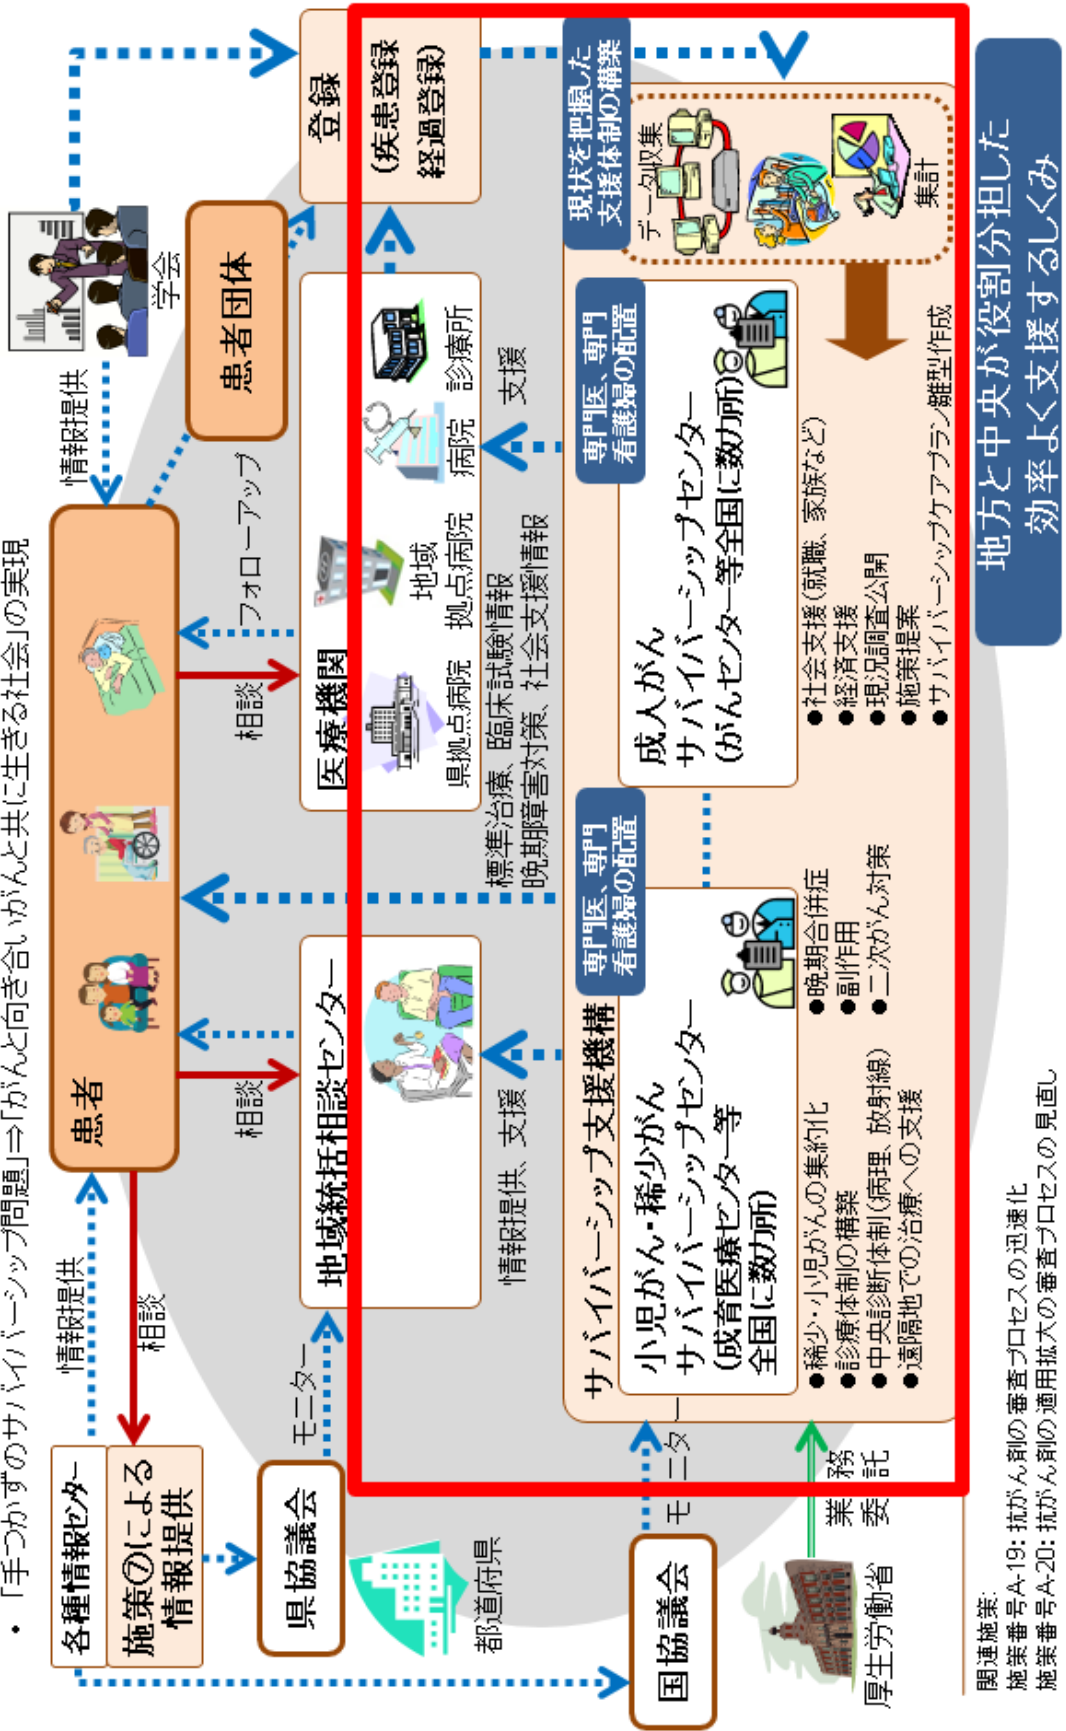 ・「手つかずのサバイバーシップ問題」⇒「がんと向き合いがんと共に生きる社会」の実現
各種情報センター
施策⑦による
情報提供
情報提供
相談
患者
情報提供
学会
患者団体
登録
(疾患登録
経過登録)
県協議会
モニター
都道府県
相談
地域統括相談センター
相談
フォローアップ
医療機関
県拠点病院
地域
拠点病院
病院
診療所
情報提供、支援
標準治療、臨床試験情報
晩期障害対策、社会支援情報
支援
国協議会
モニター
厚生労働省
業務
委託
サバイバーシップ支援機構
専門医、専門
看護婦の配置
小児がん・稀少がん
サバイバーシップセンター
(成育医療センター等
全国に数カ所)
●稀少・小児がんの集約化
●診療体制の構築
●中央診断体制(病理、放射線)
●遠隔地での治療への支援
●晩期合併症
●副作用
●二次がん対策
専門医、専門
看護婦の配置
成人がん
サバイバーシップセンター
(がんセンター等全国に数カ所)
●社会支援(就職、家族など)
●経済支援
●現況調査公開
●施策提案
●サバイバーシップケアプラン雛型作成
現状を把握した
支援体制の構築
データ収集
集計
関連施策:
施策番号A-19: 抗がん剤の審査プロセスの迅速化
施策番号A-20: 抗がん剤の適用拡大の審査プロセスの見直し
地方と中央が役割分担した
効率よく支援するしくみ